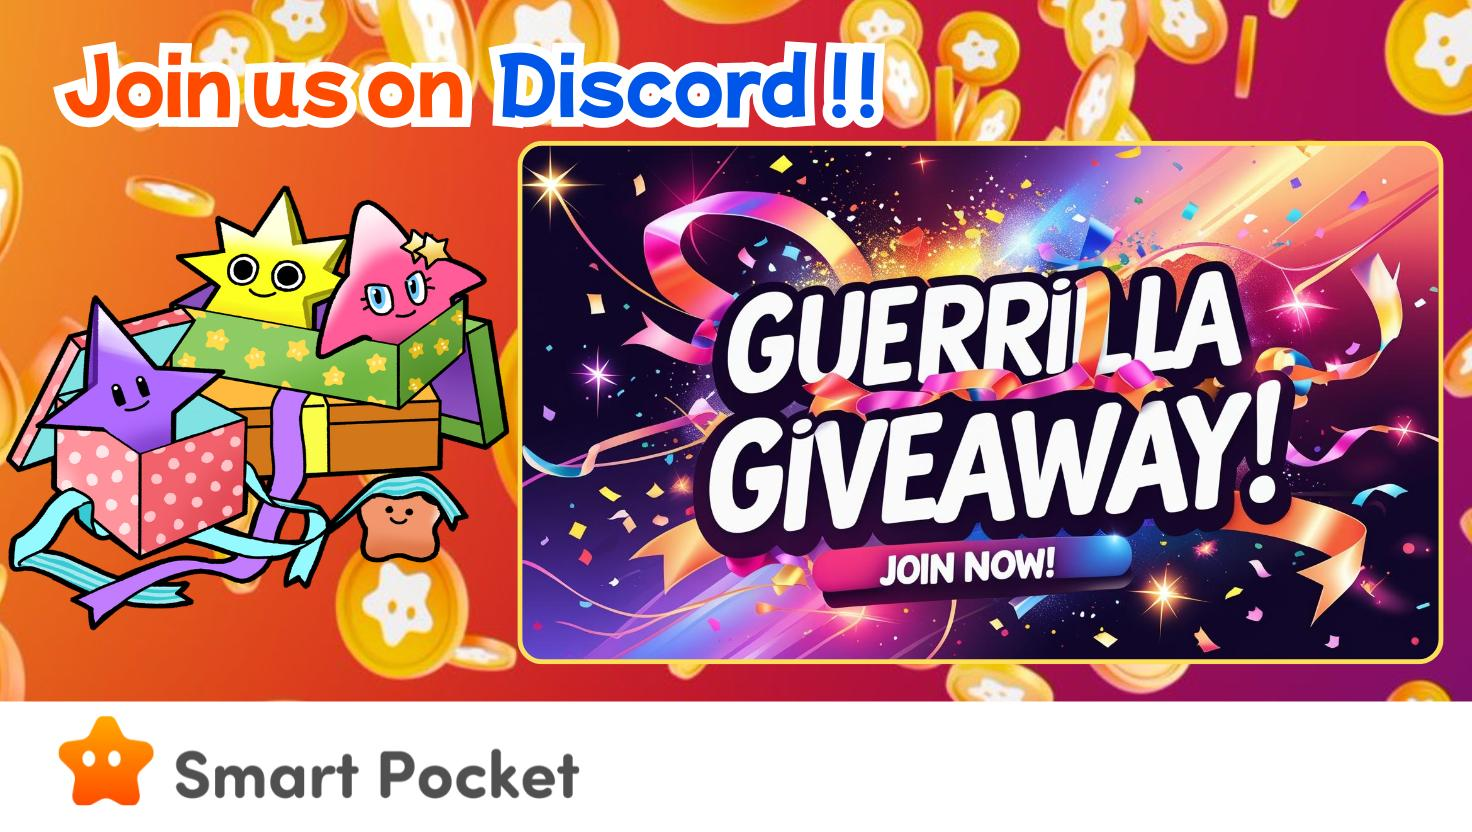 Join us on Discord !!
GUERRiLLA
GiVEAWAY!
JOIN NOW!
Smart Pocket